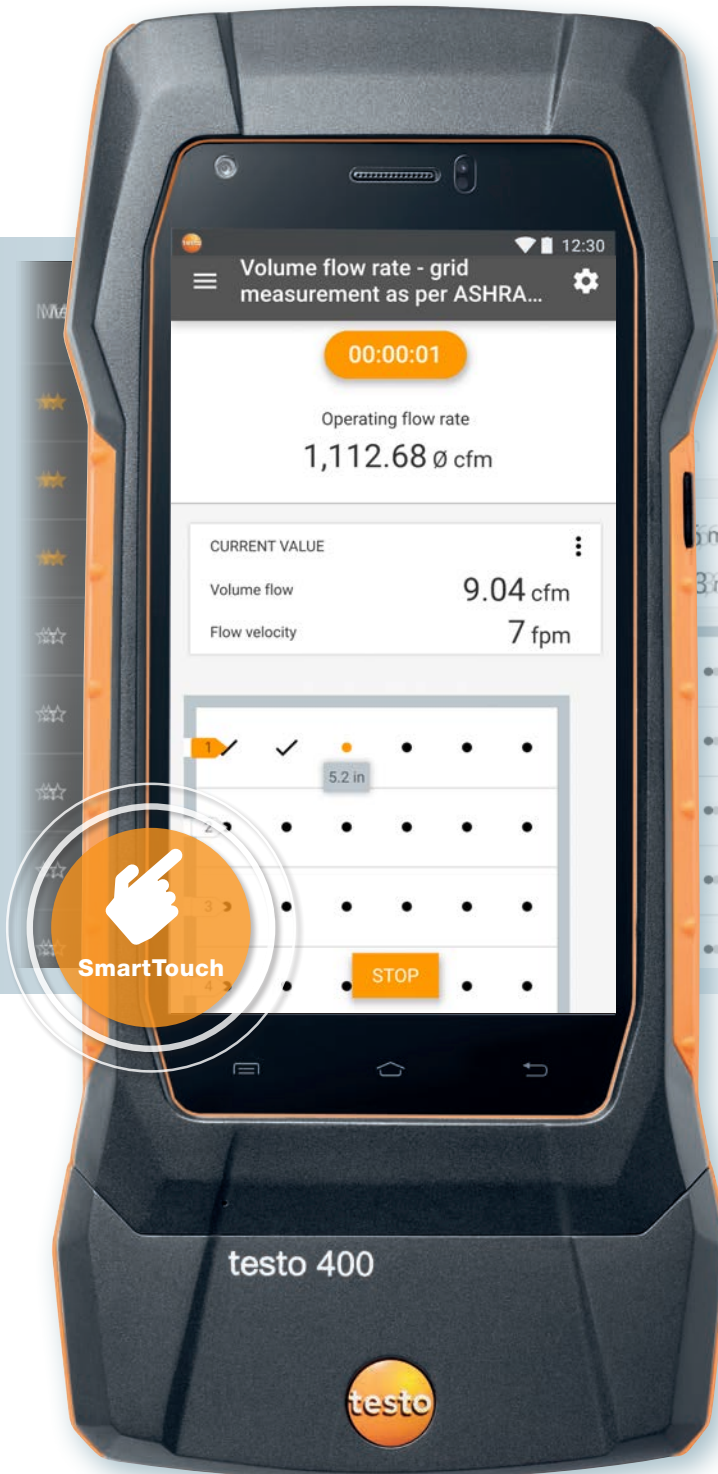 testo
12:30
Volume flow rate - grid
measurement as per ASHRA...
00:00:01
Operating flow rate
1,112.68 Ø cfm
CURRENT VALUE
Volume flow 9.04 cfm
Flow velocity 7 fpm
1
5.2 in
2
3
4
STOP
SmartTouch
testo 400
testo